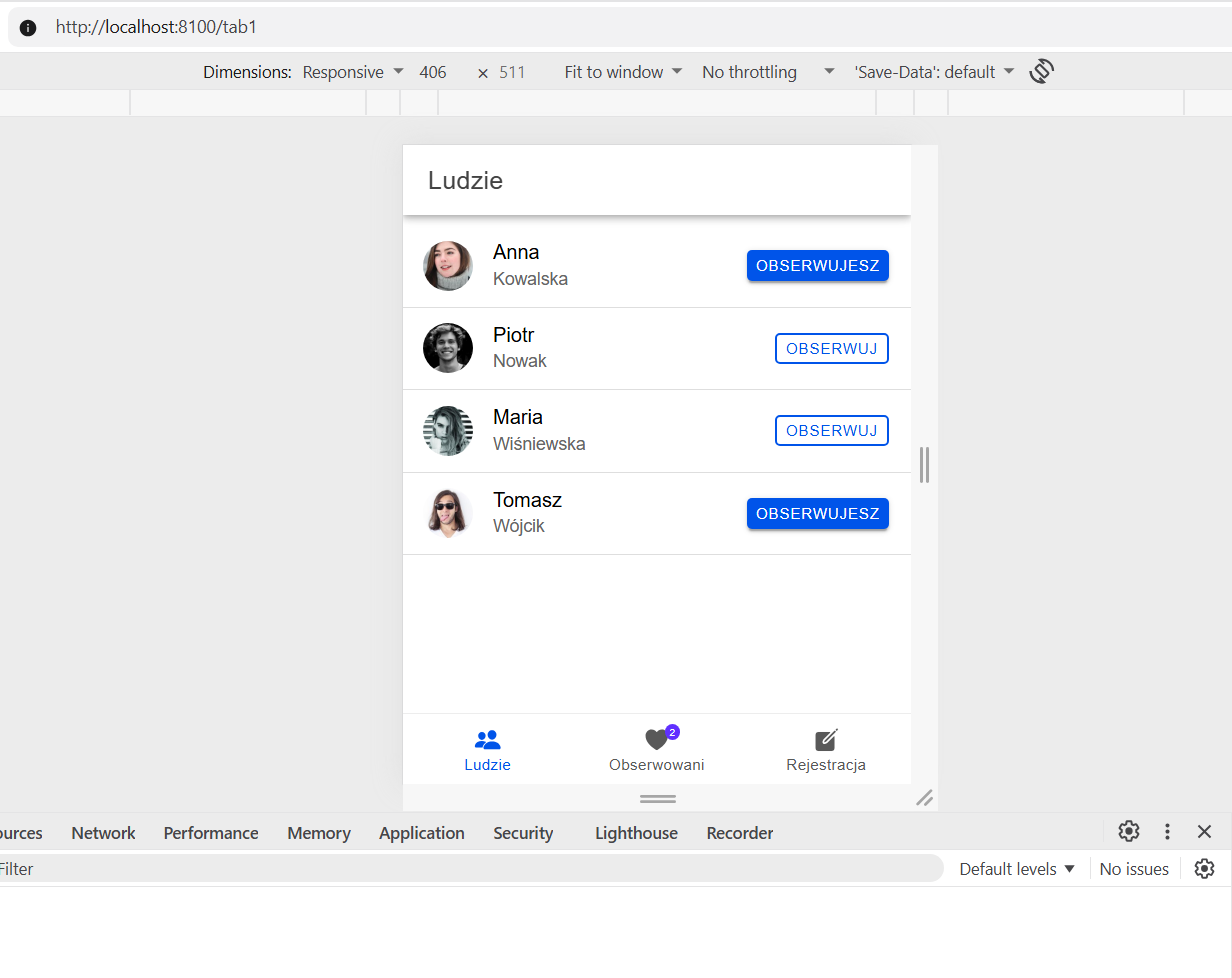 http://localhost:8100/tab1
Dimensions: Responsive 406 × 511 Fit to window No throttling 'Save-Data': default
Ludzie
Anna
Kowalska
OBSERWUJESZ
Piotr
Nowak
OBSERWUJ
Maria
Wiśniewska
OBSERWUJ
Tomasz
Wójcik
OBSERWUJESZ
2
Ludzie Obserwowani Rejestracja
ources Network Performance Memory Application Security Lighthouse Recorder
Filter Default levels No issues